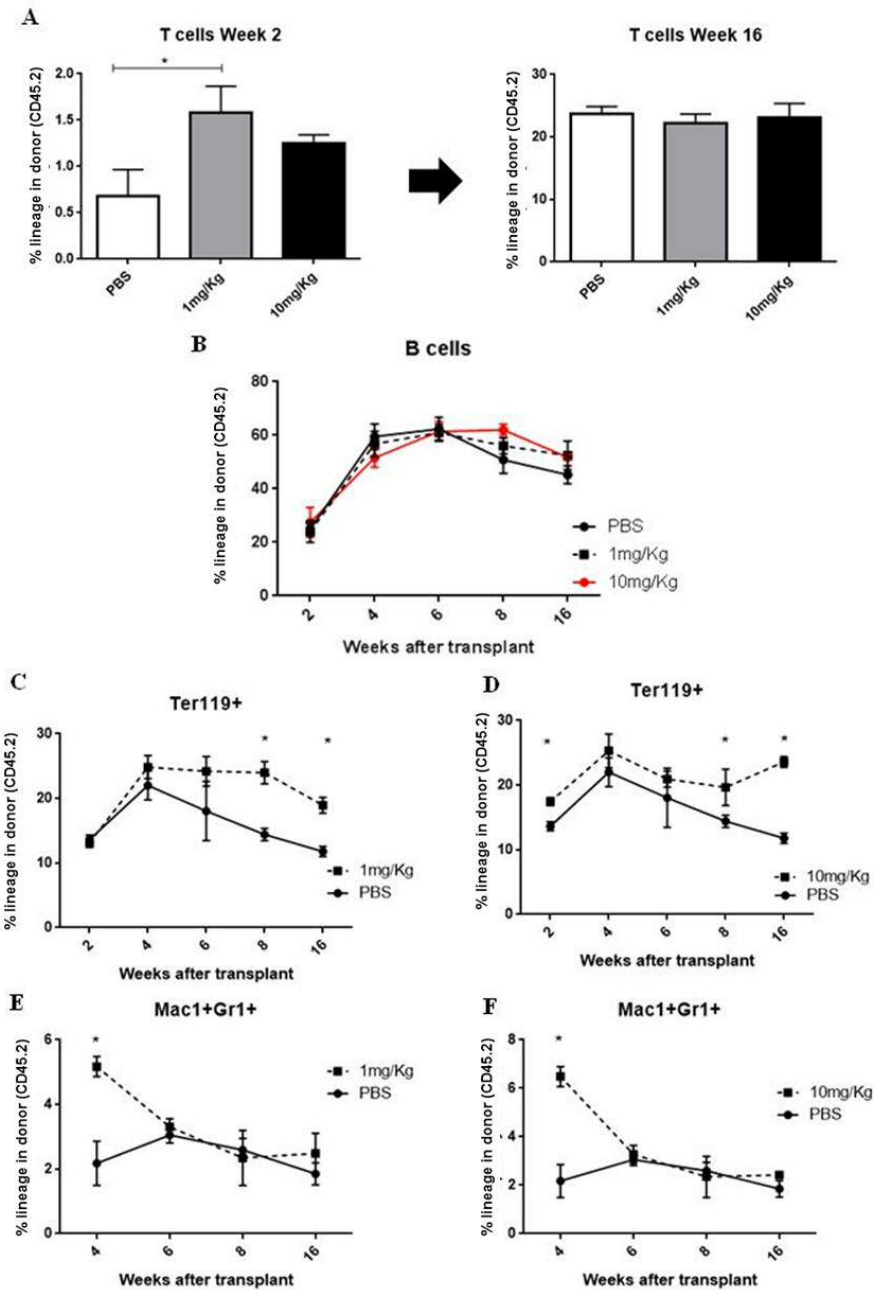 A
T cells Week 2
T cells Week 16
% lineage in donor (CD45.2)
2.0
1.5
1.0
0.5
0.0
*
PBS
1mg/Kg
10mg/Kg
% lineage in donor (CD45.2)
30
20
10
0
PBS
1mg/Kg
10mg/Kg
B
B cells
% lineage in donor (CD45.2)
80
60
40
20
0
PBS
1mg/Kg
10mg/Kg
2
4
6
8
16
Weeks after transplant
C
Ter119+
% lineage in donor (CD45.2)
30
20
10
0
*
*
1mg/Kg
PBS
2
4
6
8
16
Weeks after transplant
D
Ter119+
% lineage in donor (CD45.2)
30
20
10
0
*
*
*
10mg/Kg
PBS
2
4
6
8
16
Weeks after transplant
E
Mac1+Gr1+
% lineage in donor (CD45.2)
6
4
2
0
*
1mg/Kg
PBS
4
6
8
16
Weeks after transplant
F
Mac1+Gr1+
% lineage in donor (CD45.2)
8
6
4
2
0
*
10mg/Kg
PBS
4
6
8
16
Weeks after transplant